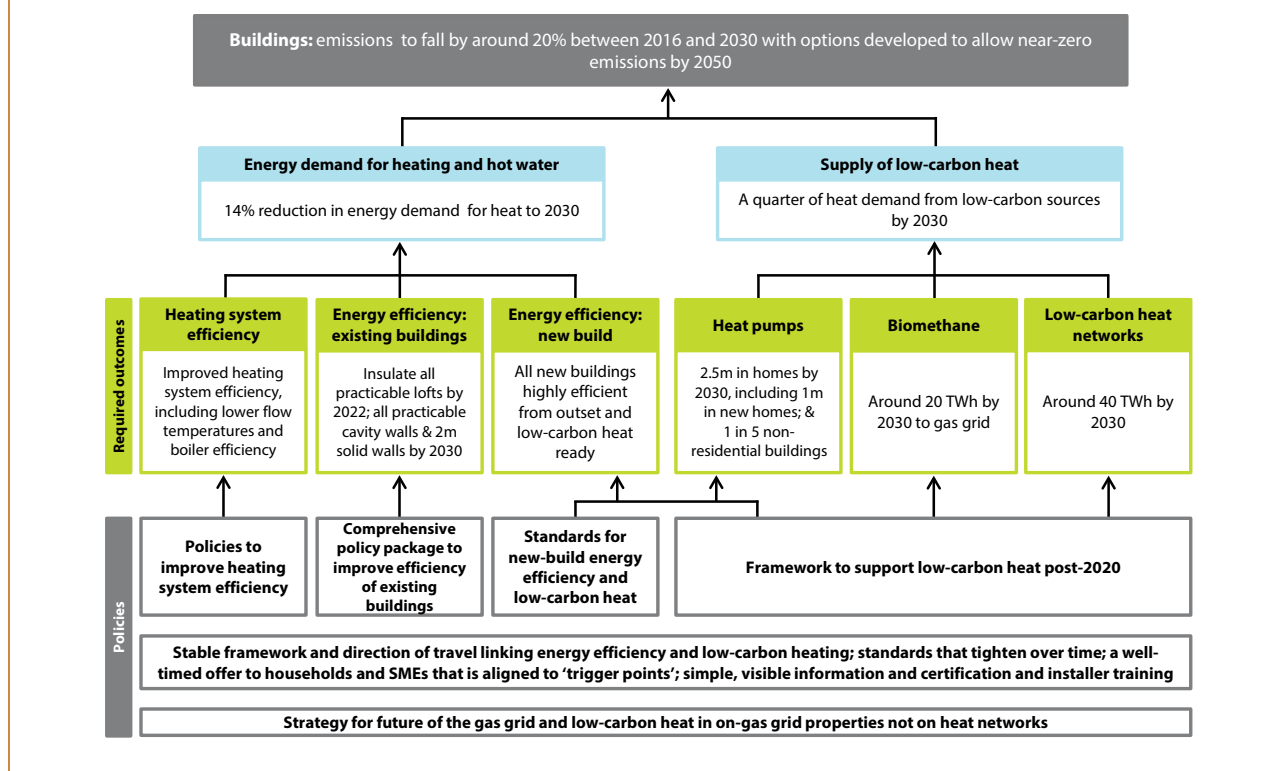 Buildings: emissions to fall by around 20% between 2016 and 2030 with options developed to allow near-zero
emissions by 2050
Energy demand for heating and hot water
14% reduction in energy demand for heat to 2030
Supply of low-carbon heat
A quarter of heat demand from low-carbon sources
by 2030
Required outcomes
Heating system
efficiency
Improved heating
system efficiency,
including lower flow
temperatures and
boiler efficiency
Energy efficiency:
existing buildings
Insulate all
practicable lofts by
2022; all practicable
cavity walls & 2m
solid walls by 2030
Energy efficiency:
new build
All new buildings
highly efficient
from outset and
low-carbon heat
ready
Heat pumps
2.5m in homes by
2030, including 1m
in new homes; &
1 in 5 non-
residential buildings
Biomethane
Around 20 TWh by
2030 to gas grid
Low-carbon heat
networks
Around 40 TWh by
2030
Policies
Policies to
improve heating
system efficiency
Comprehensive
policy package to
improve efficiency
of existing
buildings
Standards for
new-build energy
efficiency and
low-carbon heat
Framework to support low-carbon heat post-2020
Stable framework and direction of travel linking energy efficiency and low-carbon heating; standards that tighten over time; a well-
timed offer to households and SMEs that is aligned to ‘trigger points’; simple, visible information and certification and installer training
Strategy for future of the gas grid and low-carbon heat in on-gas grid properties not on heat networks